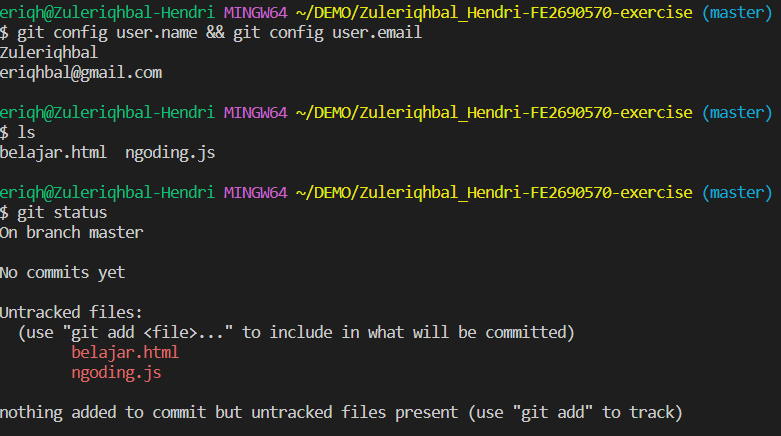 eriqh@Zuleriqhbal-Hendri MINGW64 ~/DEMO/Zuleriqhbal_Hendri-FE2690570-exercise (master)
$ git config user.name && git config user.email
Zuleriqhbal
eriqhbal@gmail.com
eriqh@Zuleriqhbal-Hendri MINGW64 ~/DEMO/Zuleriqhbal_Hendri-FE2690570-exercise (master)
$ ls
belajar.html  ngoding.js
eriqh@Zuleriqhbal-Hendri MINGW64 ~/DEMO/Zuleriqhbal_Hendri-FE2690570-exercise (master)
$ git status
On branch master
No commits yet
Untracked files:
  (use "git add <file>..." to include in what will be committed)
        belajar.html
        ngoding.js
nothing added to commit but untracked files present (use "git add" to track)